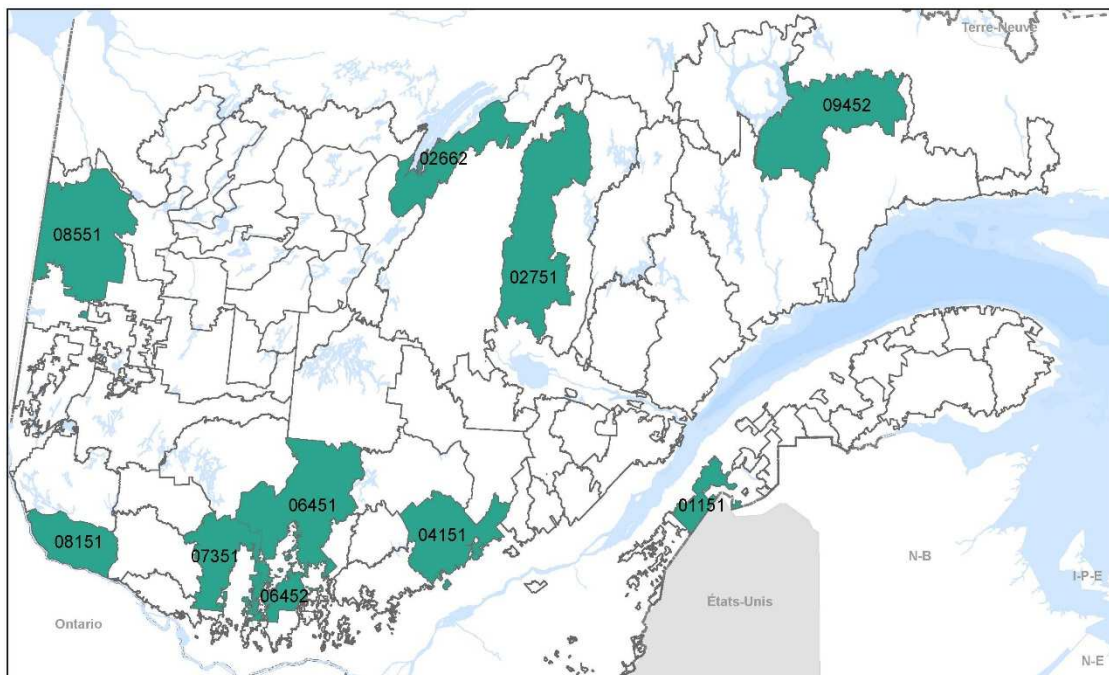 Terre-Neuve
09452
02662
08551
02751
06451
01151
04151
08151
07351
N-B
06452
I-P-E
États-Unis
Ontario
N-E